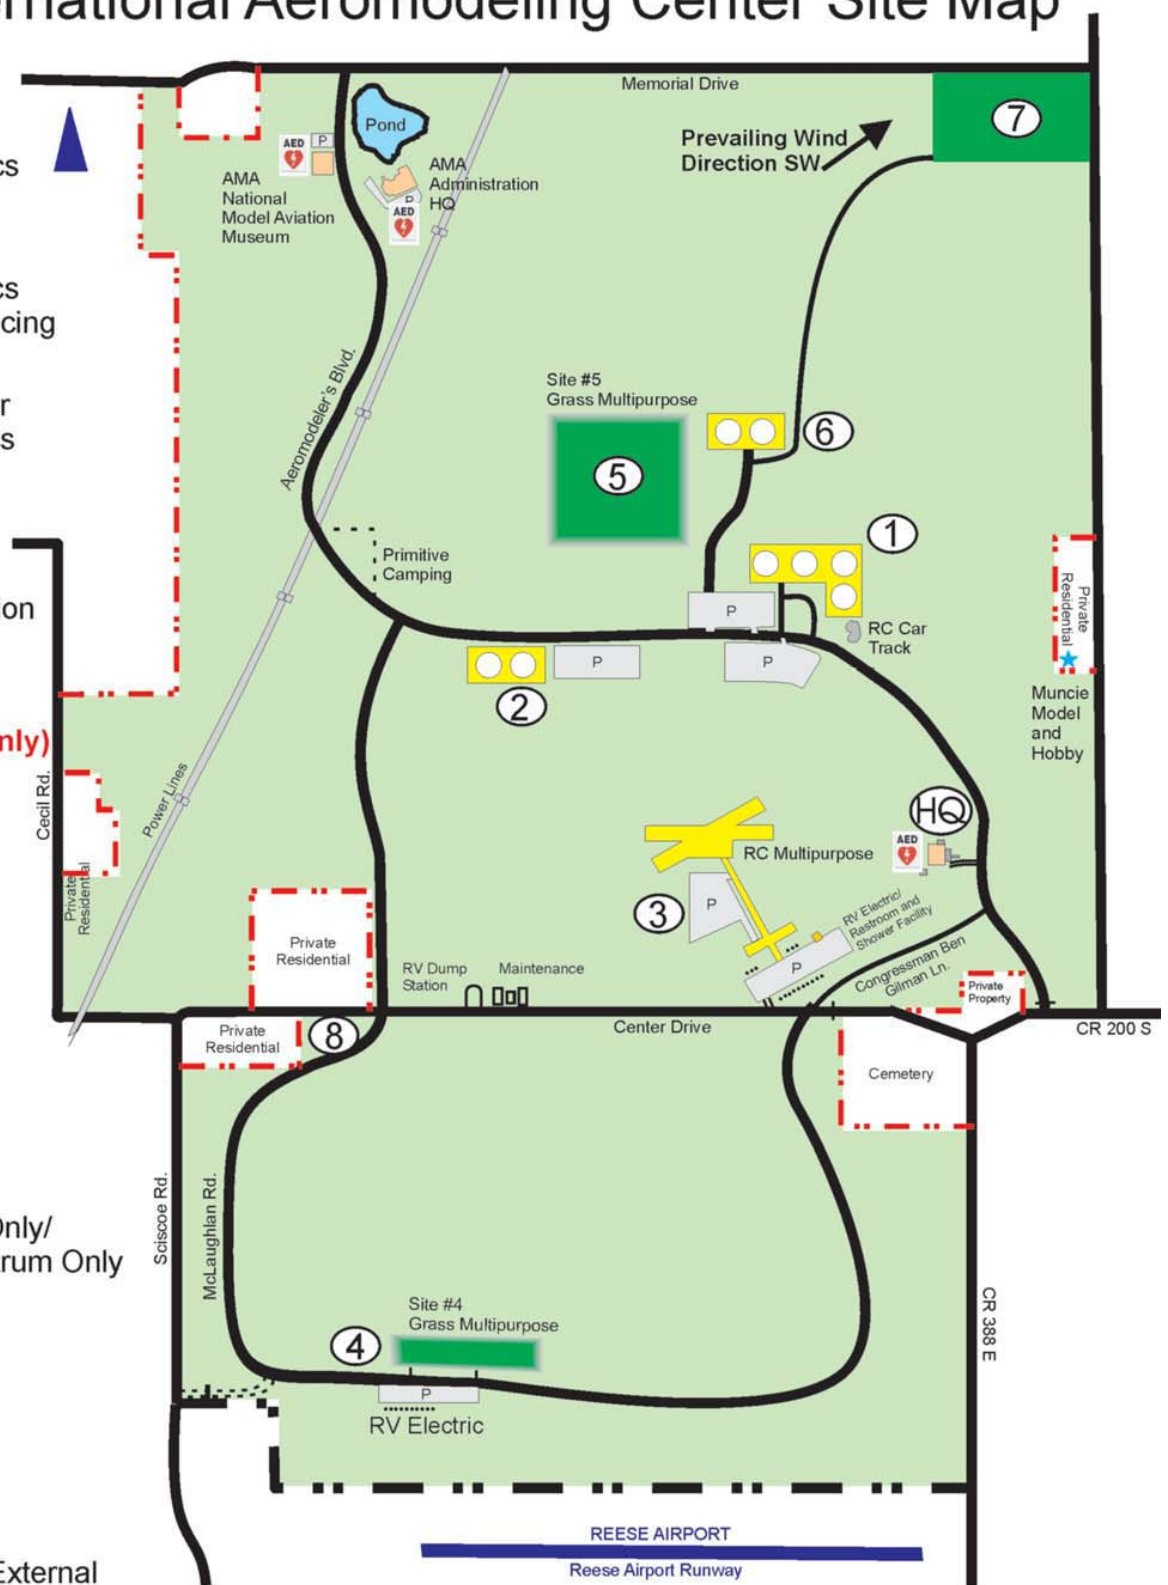 rnational Aeromodeling Center Site Map
Memorial Drive
7
Pond
Prevailing Wind
Direction SW
AED
P
cs
AMA
Administration
HQ
P
AED
AMA
National
Model Aviation
Museum
cs
cing
Aeromodeler's Blvd.
Site #5
Grass Multipurpose
r
s
6
5
1
Primitive
Camping
on
P
Private
Residential
RC Car
Track
P
P
2
Muncie
Model
and
Hobby
nly)
Cecil Rd.
Power Lines
HQ
AED
RC Multipurpose
Private
Residential
3
P
RV Electric/
Restroom and
Shower Facility
Private
Residential
RV Dump
Station
Maintenance
P
Congressman Ben
Gilman Ln.
Private
Property
Private
Residential
8
Center Drive
CR 200 S
Cemetery
Sciscoe Rd.
McLaughlan Rd.
Only/
rum Only
CR 388 E
Site #4
Grass Multipurpose
4
P
RV Electric
REESE AIRPORT
Reese Airport Runway
External